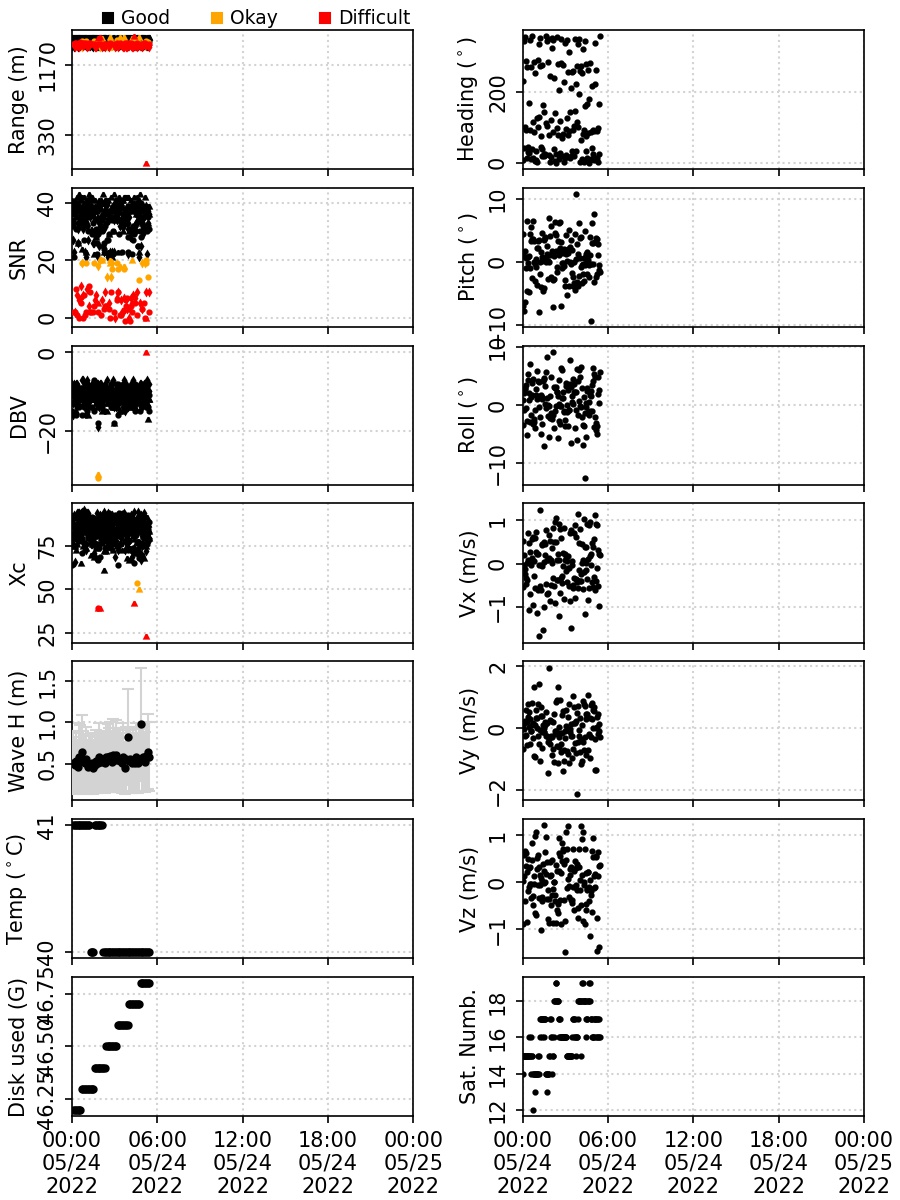 Good Okay Difficult
Range (m)
1170
330
SNR
40
20
0
DBV
0
−20
Xc
75
50
25
Wave H (m)
1.5
1.0
0.5
Temp (°C)
41
40
Disk used (G)
46.75
46.50
46.25
00:00 06:00 12:00 18:00 00:00
05/24 05/24 05/24 05/24 05/25
2022 2022 2022 2022 2022
Heading (°)
200
0
Pitch (°)
10
0
−10
Roll (°)
10
0
−10
Vx (m/s)
1
0
−1
Vy (m/s)
2
0
−2
Vz (m/s)
1
0
−1
Sat. Numb.
18
16
14
12
00:00 06:00 12:00 18:00 00:00
05/24 05/24 05/24 05/24 05/25
2022 2022 2022 2022 2022